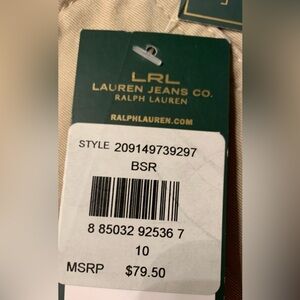 LRL
LAUREN JEANS CO.
RALPH LAUREN
RALPHLAUREN.COM
STYLE 209149739297
BSR
8 85032 92536 7
10
MSRP $79.50